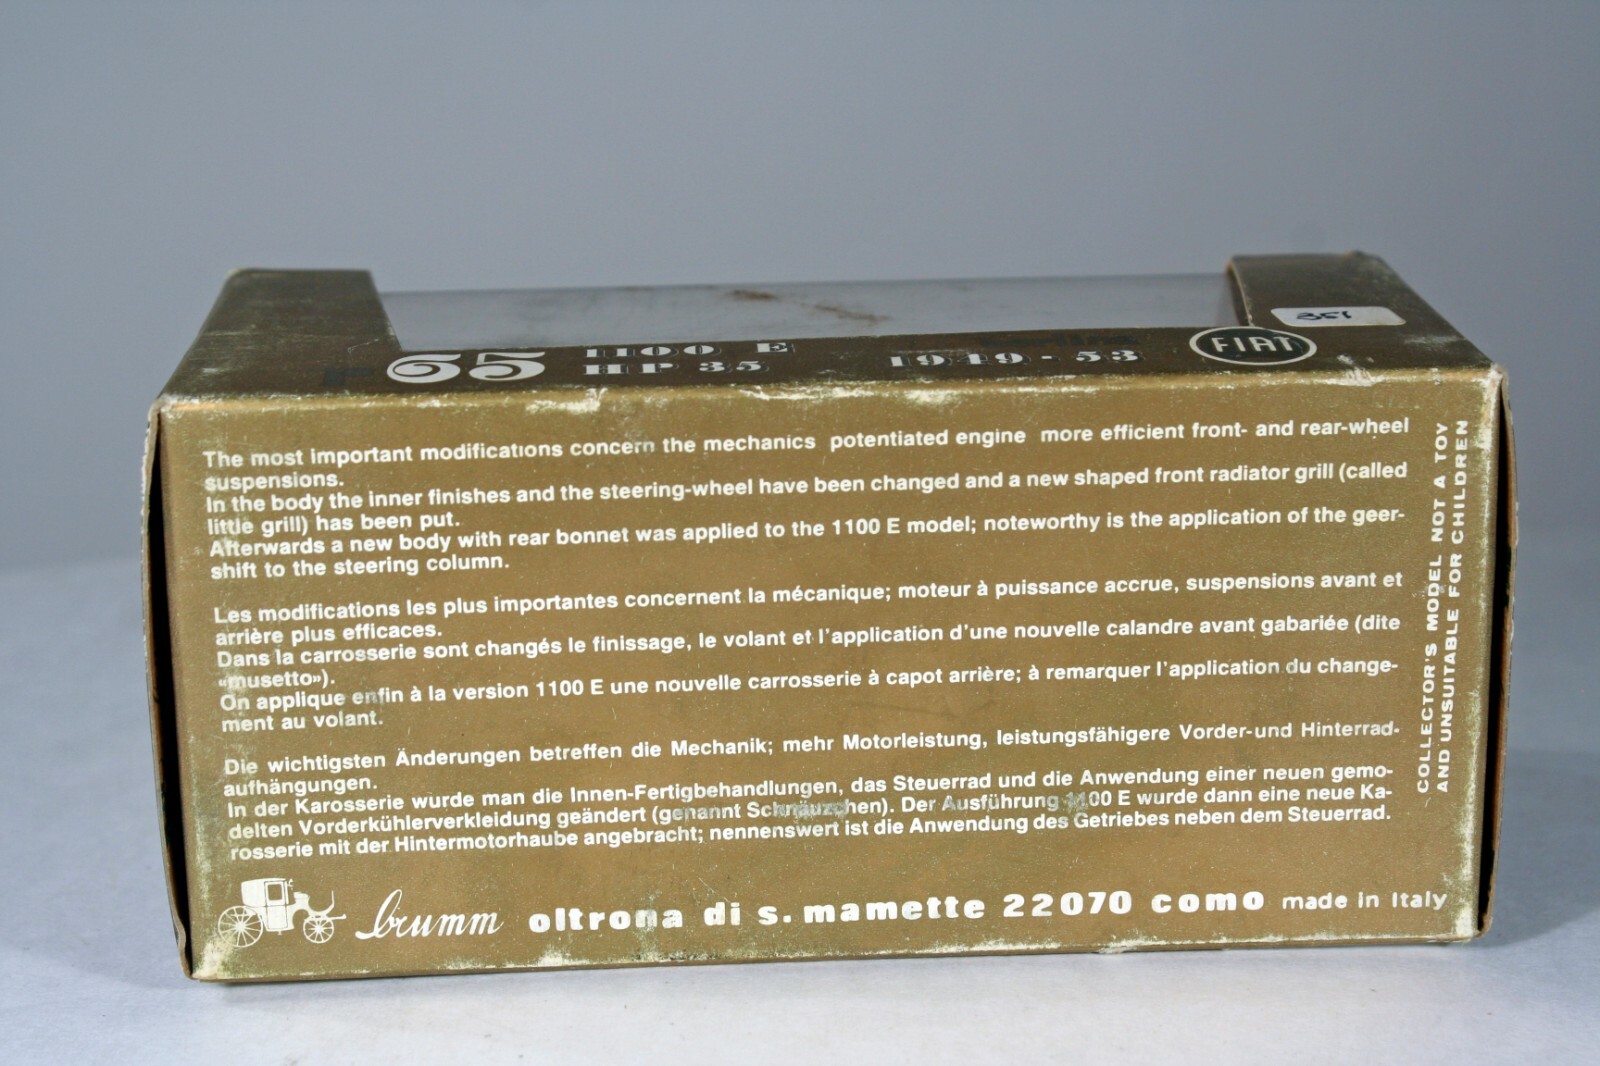 351
r 65 1100 E
HP 35
1949-53
FIAT
The most important modifications concern the mechanics potentiated engine more efficient front- and rear-wheel
suspensions.
In the body the inner finishes and the steering-wheel have been changed and a new shaped front radiator grill (called
little grill) has been put.
Afterwards a new body with rear bonnet was applied to the 1100 E model; noteworthy is the application of the geer-
shift to the steering column.
Les modifications les plus importantes concernent la mécanique; moteur à puissance accrue, suspensions avant et
arrière plus efficaces.
Dans la carrosserie sont changés le finissage, le volant et l'application d'une nouvelle calandre avant gabariée (dite
«musetto»).
On applique enfin à la version 1100 E une nouvelle carrosserie à capot arrière; à remarquer l'application du change-
ment au volant.
Die wichtigsten Änderungen betreffen die Mechanik; mehr Motorleistung, leistungsfähigere Vorder-und Hinterrad-
aufhängungen.
In der Karosserie wurde man die Innen-Fertigbehandlungen, das Steuerrad und die Anwendung einer neuen gemo-
delten Vorderkühlerverkleidung geändert (genannt Schnäuzchen). Der Ausführung 1100 E wurde dann eine neue Ka-
rosserie mit der Hintermotorhaube angebracht; nennenswert ist die Anwendung des Getriebes neben dem Steuerrad.
COLLECTOR'S MODEL NOT A TOY
AND UNSUITABLE FOR CHILDREN
brumm oltrona di s. mamette 22070 como made in Italy